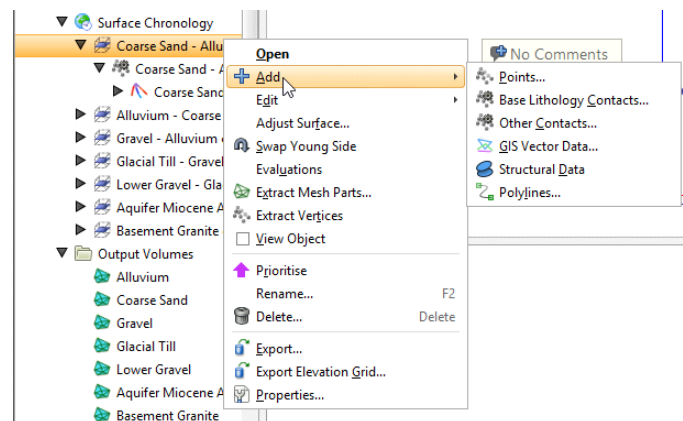 Surface Chronology
Coarse Sand - Allu
Coarse Sand - A
Coarse Sand
Alluvium - Coarse
Gravel - Alluvium
Glacial Till - Gravel
Lower Gravel - Gla
Aquifer Miocene A
Basement Granite
Output Volumes
Alluvium
Coarse Sand
Gravel
Glacial Till
Lower Gravel
Aquifer Miocene A
Basement Granite
Open
Add
Edit
Adjust Surface...
Swap Young Side
Evaluations
Extract Mesh Parts...
Extract Vertices
View Object
Prioritise
Rename... F2
Delete... Delete
Export...
Export Elevation Grid...
Properties...
No Comments
Points...
Base Lithology Contacts...
Other Contacts...
GIS Vector Data...
Structural Data
Polylines...